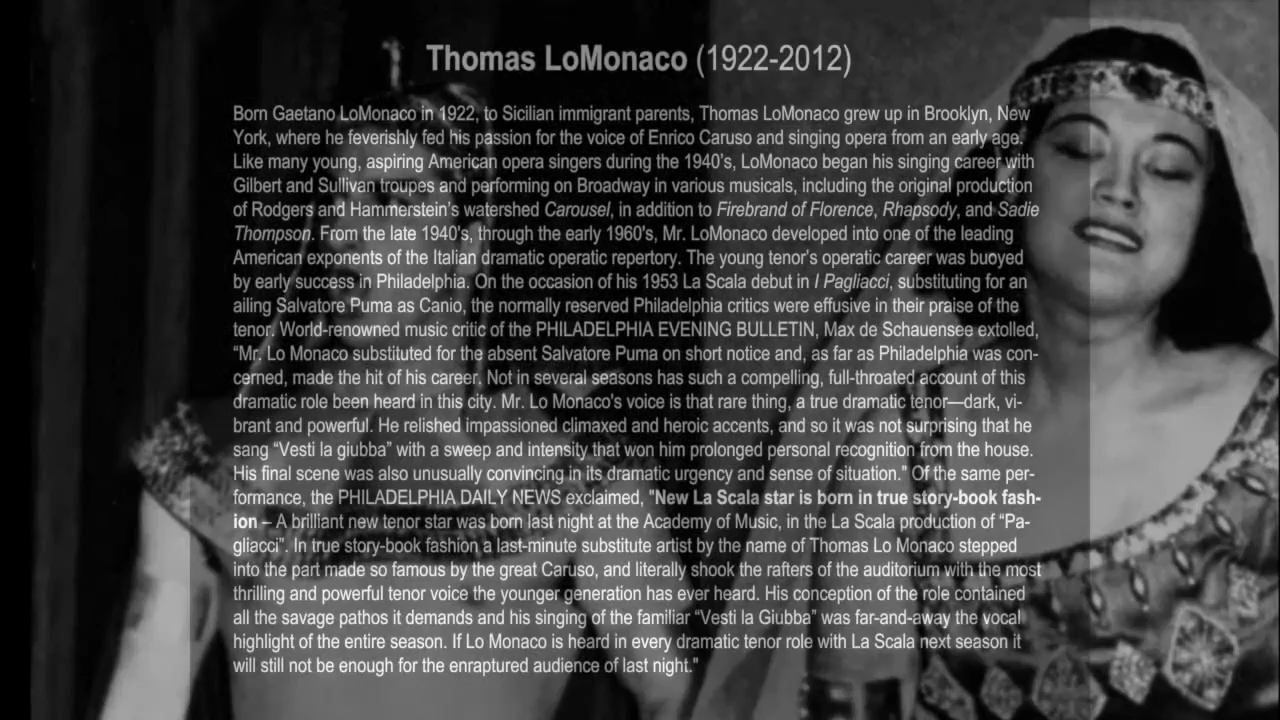 Thomas LoMonaco (1922-2012)
Born Gaetano LoMonaco in 1922, to Sicilian immigrant parents, Thomas LoMonaco grew up in Brooklyn, New
York, where he feverishly fed his passion for the voice of Enrico Caruso and singing opera from an early age.
Like many young, aspiring American opera singers during the 1940's, LoMonaco began his singing career with
Gilbert and Sullivan troupes and performing on Broadway in various musicals, including the original production
of Rodgers and Hammerstein's watershed Carousel, in addition to Firebrand of Florence, Rhapsody, and Sadie
Thompson. From the late 1940's, through the early 1960's, Mr. LoMonaco developed into one of the leading
American exponents of the Italian dramatic operatic repertory. The young tenor's operatic career was buoyed
by early success in Philadelphia. On the occasion of his 1953 La Scala debut in I Pagliacci, substituting for an
ailing Salvatore Puma as Canio, the normally reserved Philadelphia critics were effusive in their praise of the
tenor. World-renowned music critic of the PHILADELPHIA EVENING BULLETIN, Max de Schauensee extolled,
“Mr. Lo Monaco substituted for the absent Salvatore Puma on short notice and, as far as Philadelphia was con-
cerned, made the hit of his career. Not in several seasons has such a compelling, full-throated account of this
dramatic role been heard in this city. Mr. Lo Monaco's voice is that rare thing, a true dramatic tenor—dark, vi-
brant and powerful. He relished impassioned climaxed and heroic accents, and so it was not surprising that he
sang “Vesti la giubba” with a sweep and intensity that won him prolonged personal recognition from the house.
His final scene was also unusually convincing in its dramatic urgency and sense of situation." Of the same per-
formance, the PHILADELPHIA DAILY NEWS exclaimed, "New La Scala star is born in true story-book fash-
ion – A brilliant new tenor star was born last night at the Academy of Music, in the La Scala production of “Pa-
gliacci”. In true story-book fashion a last-minute substitute artist by the name of Thomas Lo Monaco stepped
into the part made so famous by the great Caruso, and literally shook the rafters of the auditorium with the most
thrilling and powerful tenor voice the younger generation has ever heard. His conception of the role contained
all the savage pathos it demands and his singing of the familiar “Vesti la Giubba” was far-and-away the vocal
highlight of the entire season. If Lo Monaco is heard in every dramatic tenor role with La Scala next season it
will still not be enough for the enraptured audience of last night."